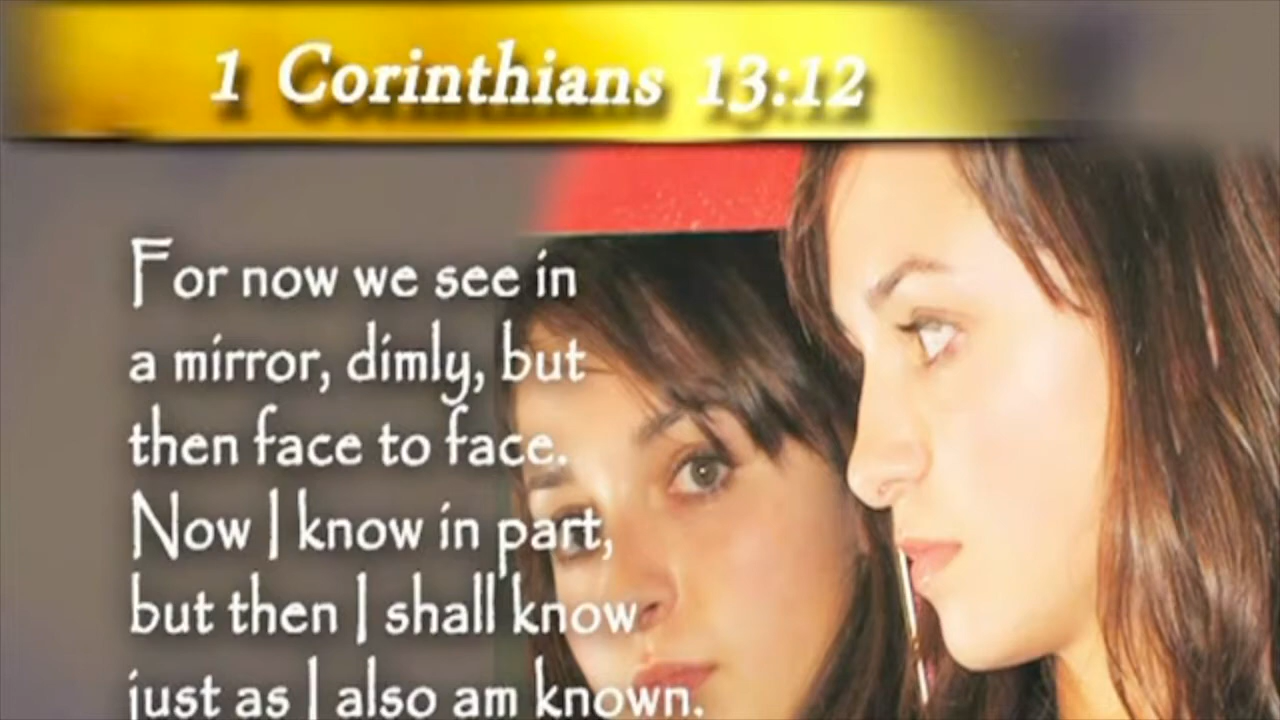 1 Corinthians 13:12
For now we see in
a mirror, dimly, but
then face to face.
Now I know in part,
but then I shall know
just as I also am known.